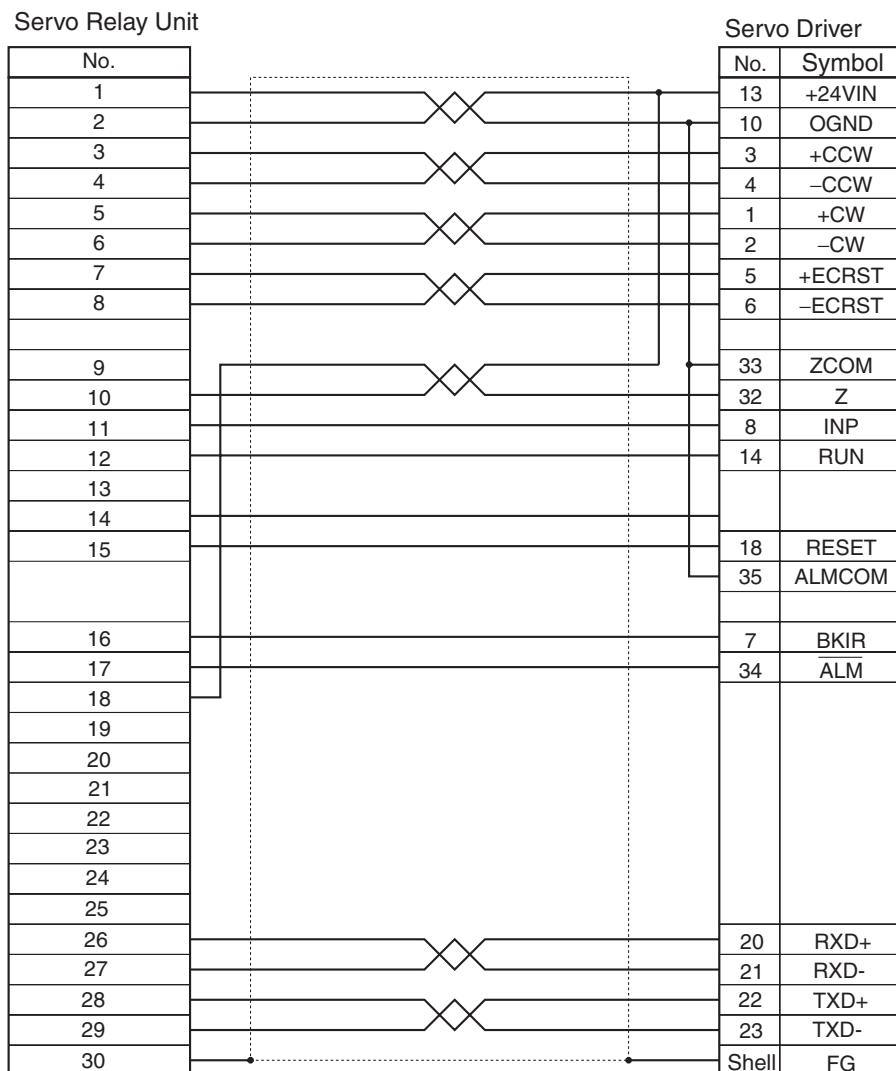 Servo Relay Unit
Servo Driver
No. No. Symbol
1 13 +24VIN
2 10 OGND
3 3 +CCW
4 4 −CCW
5 1 +CW
6 2 −CW
7 5 +ECRST
8 6 −ECRST
9 33 ZCOM
10 32 Z
11 8 INP
12 14 RUN
13
14
15 18 RESET
35 ALMCOM
16 7 BKIR
17 34 ALM
18
19
20
21
22
23
24
25
26 20 RXD+
27 21 RXD-
28 22 TXD+
29 23 TXD-
30 Shell FG